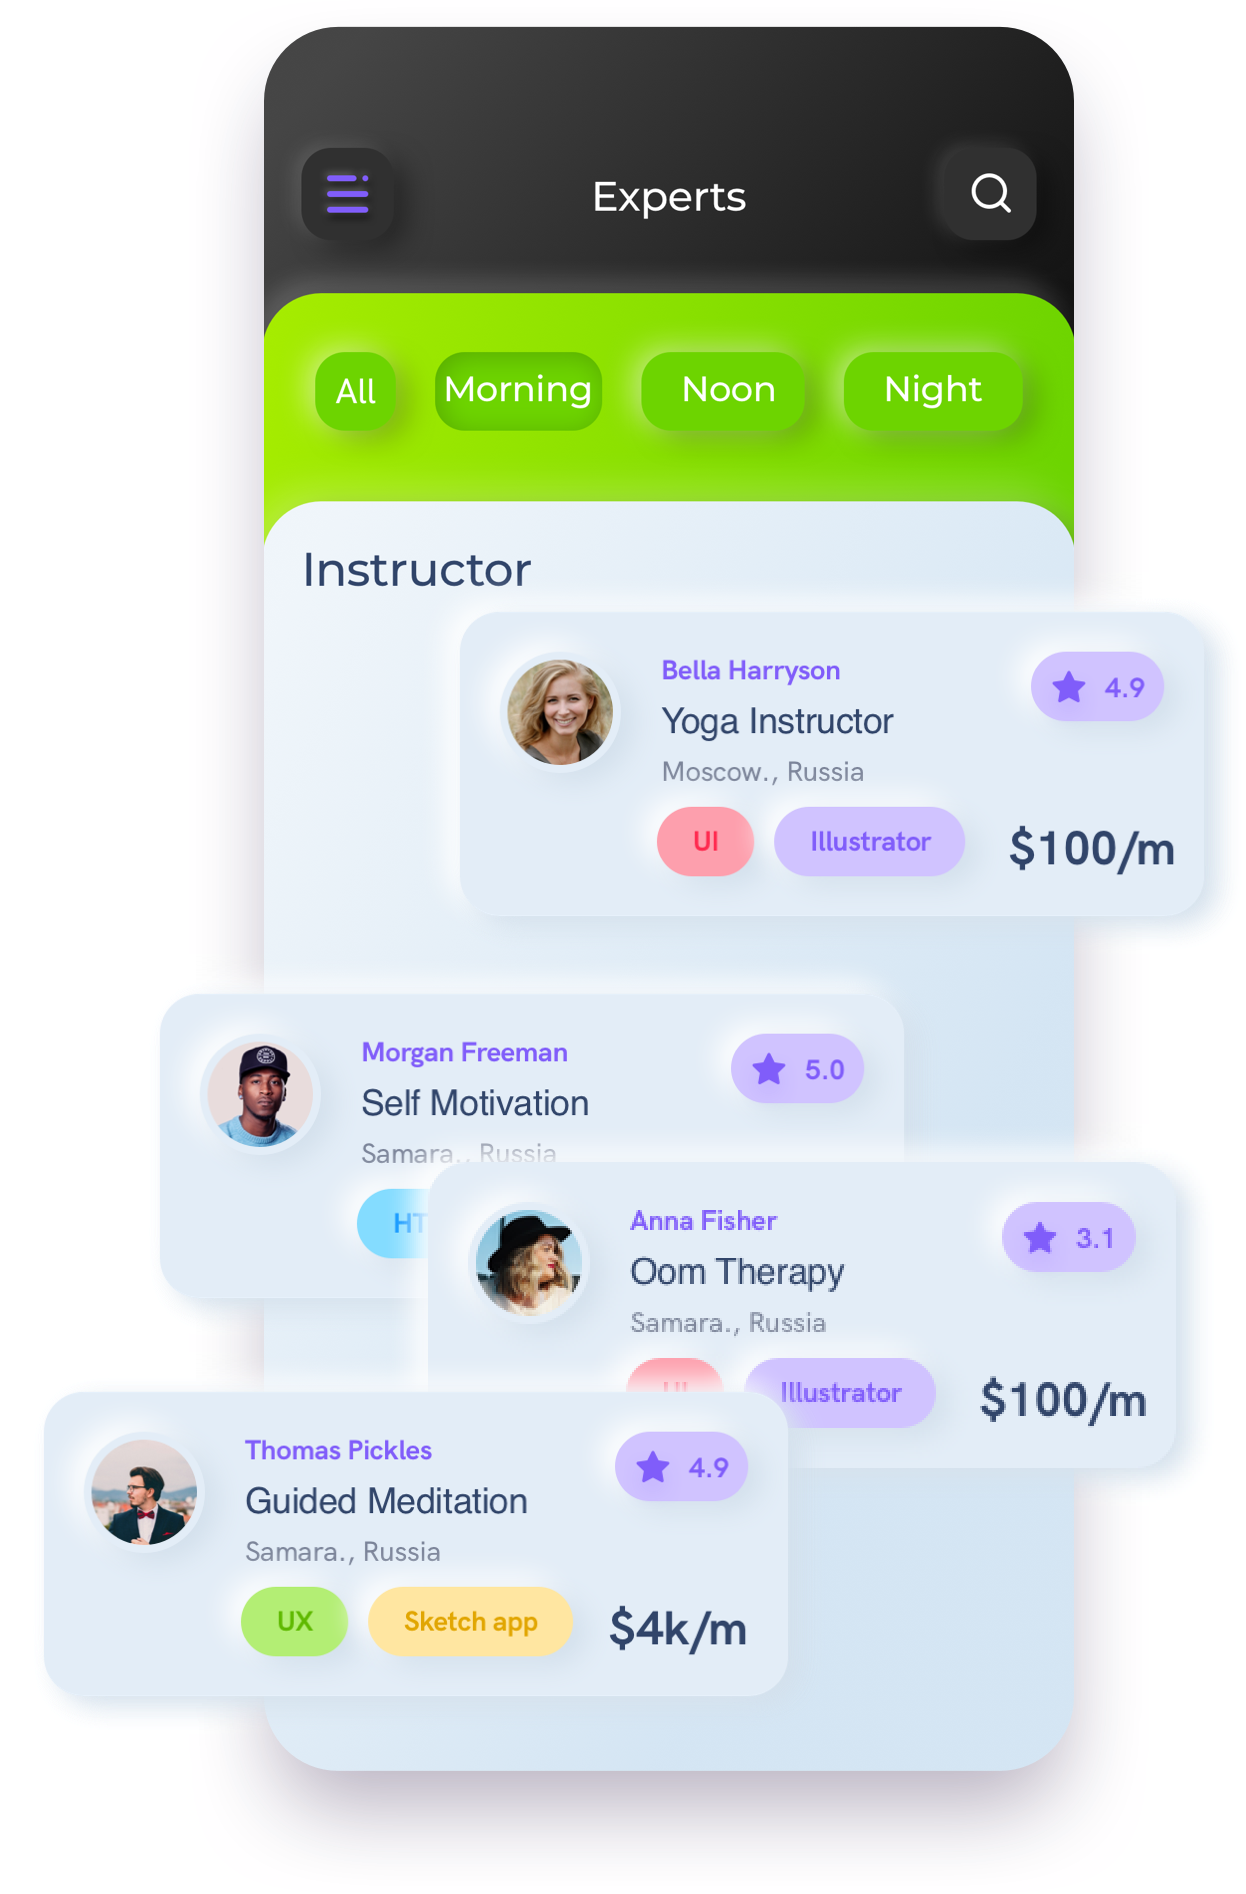 Experts
All Morning Noon Night
Instructor
Bella Harryson
4.9
Yoga Instructor
Moscow., Russia
UI Illustrator $100/m
Morgan Freeman
5.0
Self Motivation
Samara., Russia
HT
Anna Fisher
3.1
Oom Therapy
Samara., Russia
Illustrator $100/m
Thomas Pickles
4.9
Guided Meditation
Samara., Russia
UX Sketch app $4k/m